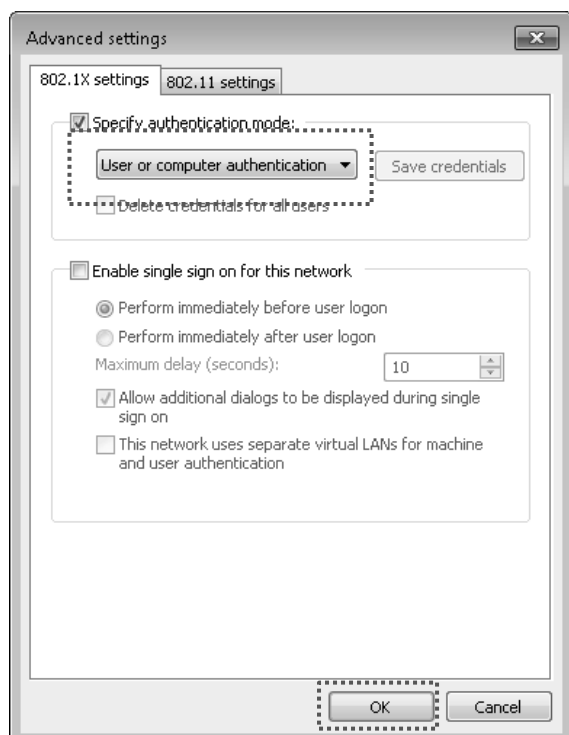 Advanced settings
802.1X settings 802.11 settings
Specify authentication mode:
User or computer authentication Save credentials
Delete credentials for all users
Enable single sign on for this network
Perform immediately before user logon
Perform immediately after user logon
Maximum delay (seconds): 10
Allow additional dialogs to be displayed during single
sign on
This network uses separate virtual LANs for machine
and user authentication
OK Cancel